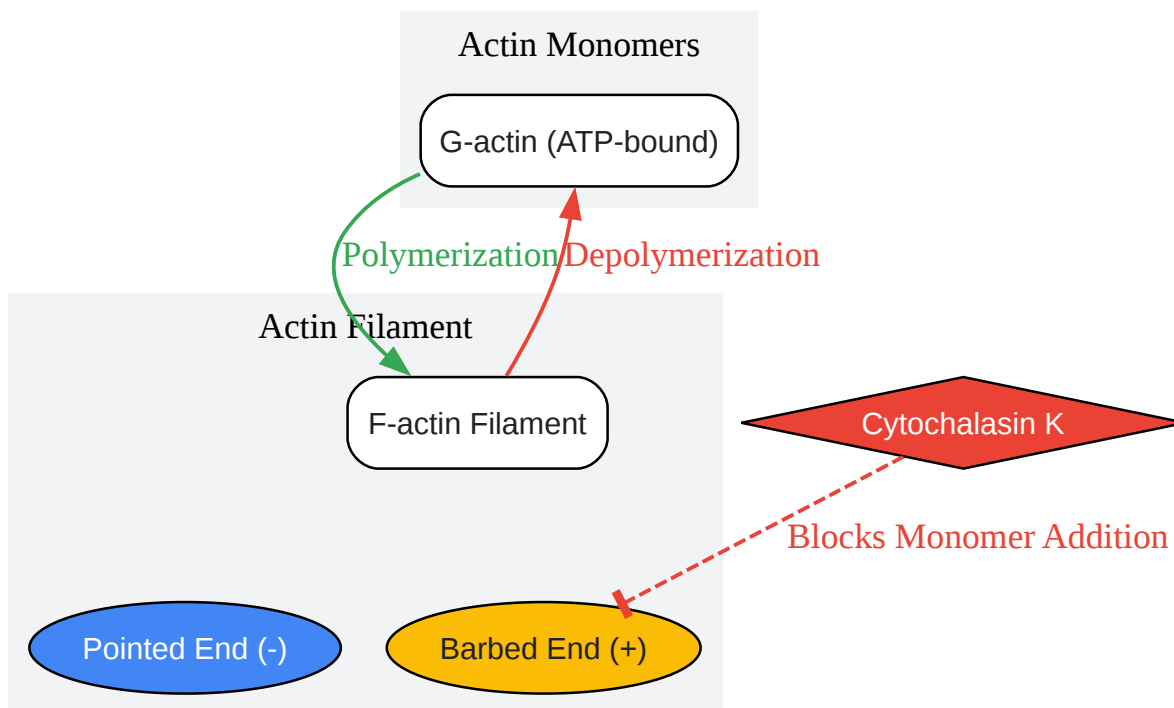 Actin Monomers
G-actin (ATP-bound)
Polymerization
Depolymerization
Actin Filament
F-actin Filament
Cytochalasin K
Blocks Monomer Addition
Pointed End (-)
Barbed End (+)